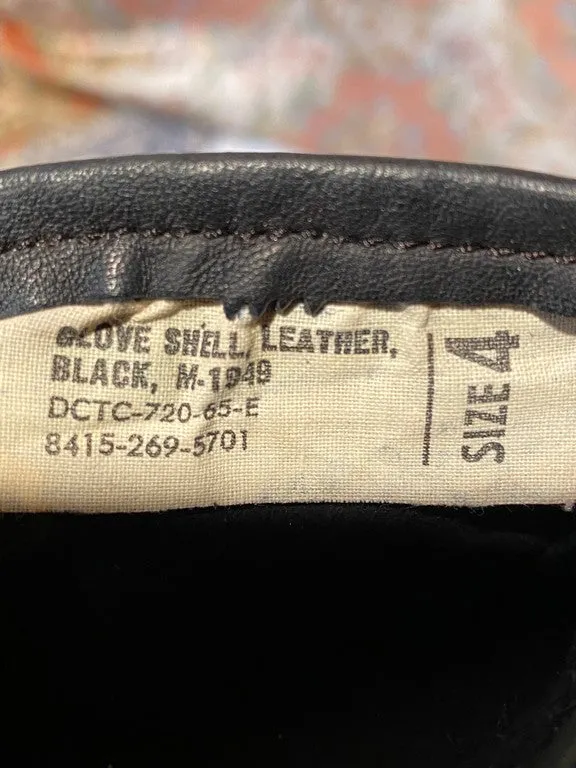 GLOVE SHELL, LEATHER,
BLACK, M-1949
DCTC-720-65-E
8415-269-5701
SIZE 4